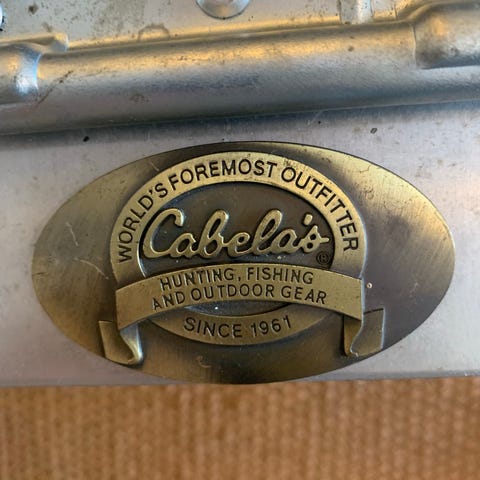 WORLD'S FOREMOST OUTFITTER
Cabela's®
HUNTING, FISHING
AND OUTDOOR GEAR
SINCE 1961